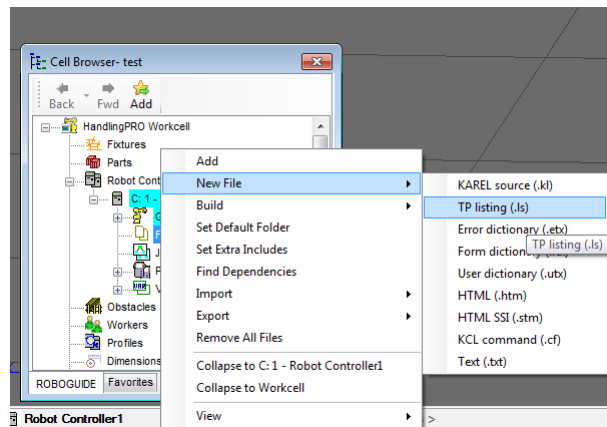 Cell Browser- test
Back Fwd Add
HandlingPRO Workcell
Fixtures
Parts
Robot Cont
C: 1 -
G
F
J
P
V
Obstacles
Workers
Profiles
Dimensions
ROBOGUIDE Favorites
Robot Controller1
Add
New File
Build
Set Default Folder
Set Extra Includes
Find Dependencies
Import
Export
Remove All Files
Collapse to C: 1 - Robot Controller1
Collapse to Workcell
View
>
KAREL source (.kl)
TP listing (.ls)
Error dictionary (.etx)
Form diction
TP listing (.ls)
User dictionary (.utx)
HTML (.htm)
HTML SSI (.stm)
KCL command (.cf)
Text (.txt)